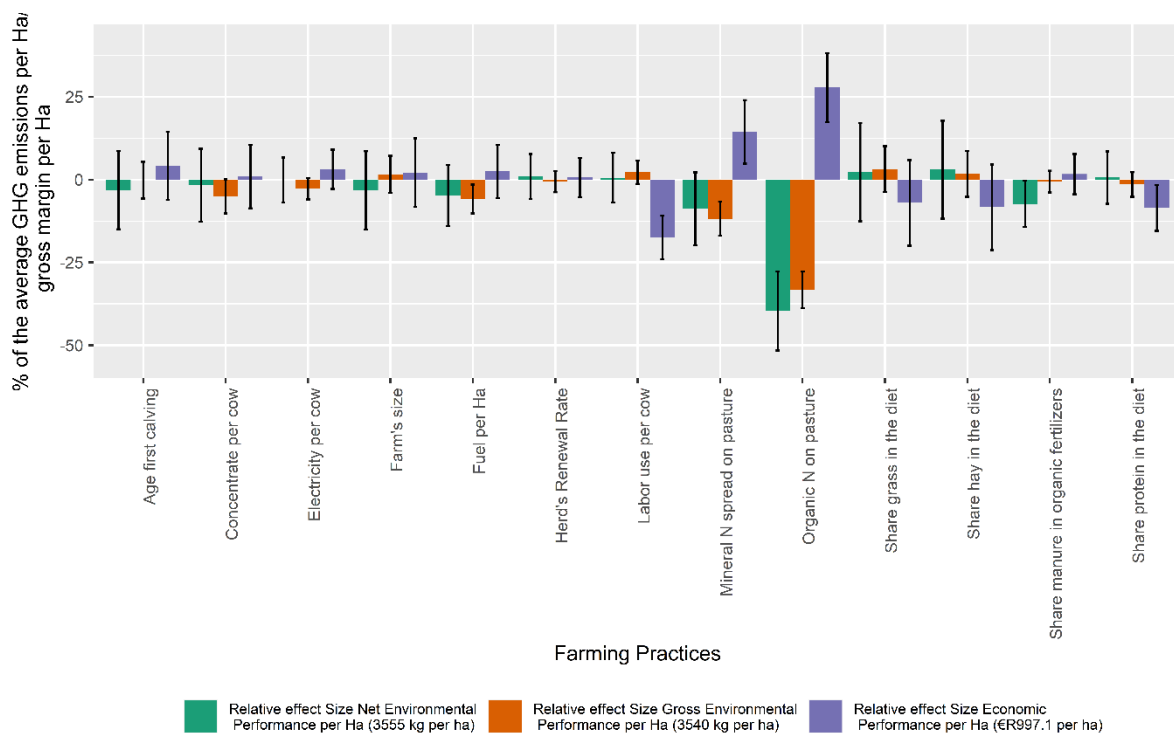 % of the average GHG emissions per Ha/
gross margin per Ha
25
0
-25
-50
Age first calving
Concentrate per cow
Electricity per cow
Farm's size
Fuel per Ha
Herd's Renewal Rate
Labor use per cow
Mineral N spread on pasture
Organic N on pasture
Share grass in the diet
Share hay in the diet
Share manure in organic fertilizers
Share protein in the diet
Farming Practices
Relative effect Size Net Environmental
Performance per Ha (3555 kg per ha)
Relative effect Size Gross Environmental
Performance per Ha (3540 kg per ha)
Relative effect Size Economic
Performance per Ha (€R997.1 per ha)